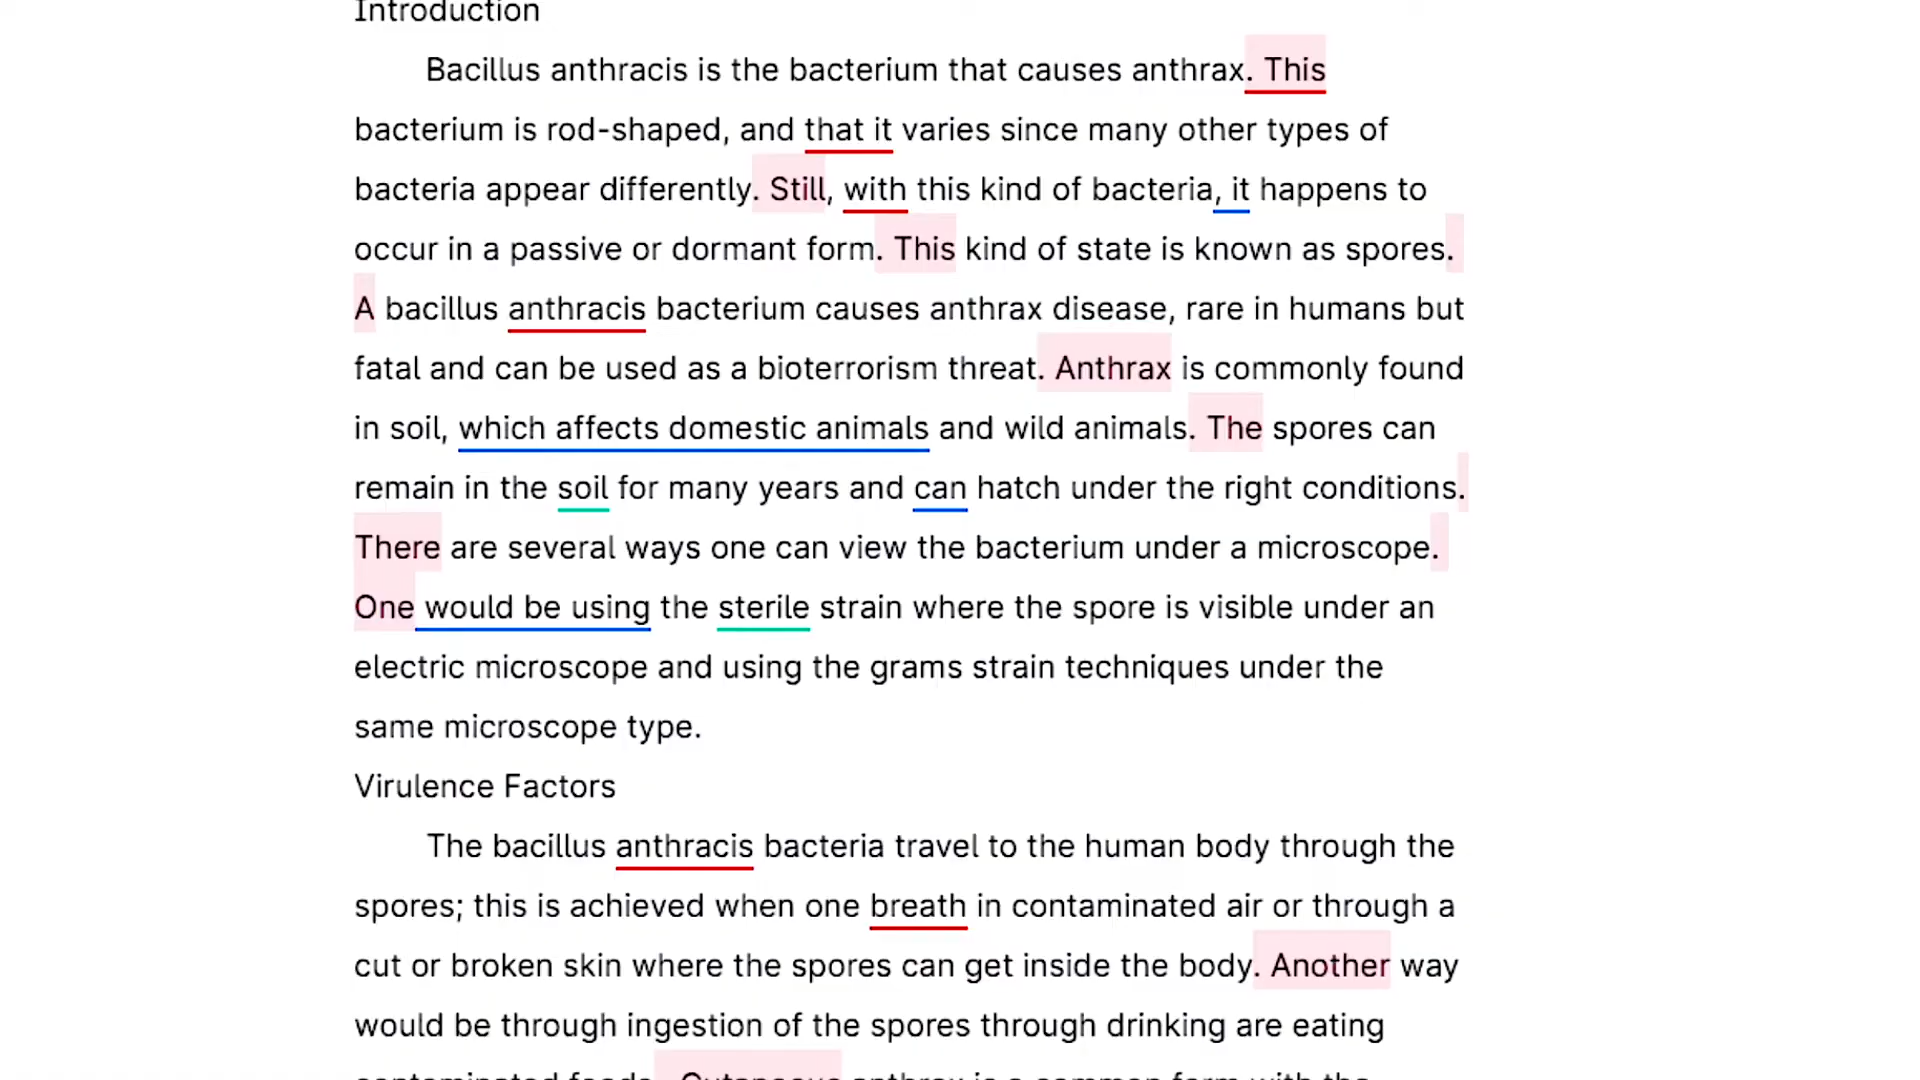 Introduction
Bacillus anthracis is the bacterium that causes anthrax. This
bacterium is rod-shaped, and that it varies since many other types of
bacteria appear differently. Still, with this kind of bacteria, it happens to
occur in a passive or dormant form. This kind of state is known as spores.
A bacillus anthracis bacterium causes anthrax disease, rare in humans but
fatal and can be used as a bioterrorism threat. Anthrax is commonly found
in soil, which affects domestic animals and wild animals. The spores can
remain in the soil for many years and can hatch under the right conditions.
There are several ways one can view the bacterium under a microscope.
One would be using the sterile strain where the spore is visible under an
electric microscope and using the grams strain techniques under the
same microscope type.
Virulence Factors
The bacillus anthracis bacteria travel to the human body through the
spores; this is achieved when one breath in contaminated air or through a
cut or broken skin where the spores can get inside the body. Another way
would be through ingestion of the spores through drinking are eating
contaminated foods. Cutaneous anthrax is a common form with the